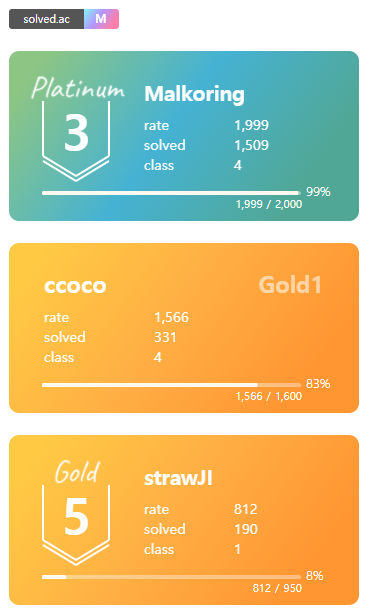 solved.ac M
Platinum
3
Malkoring
rate 1,999
solved 1,509
class 4
99%
1,999 / 2,000
ccoco Gold1
rate 1,566
solved 331
class 4
83%
1,566 / 1,600
Gold
5
strawJI
rate 812
solved 190
class 1
8%
812 / 950